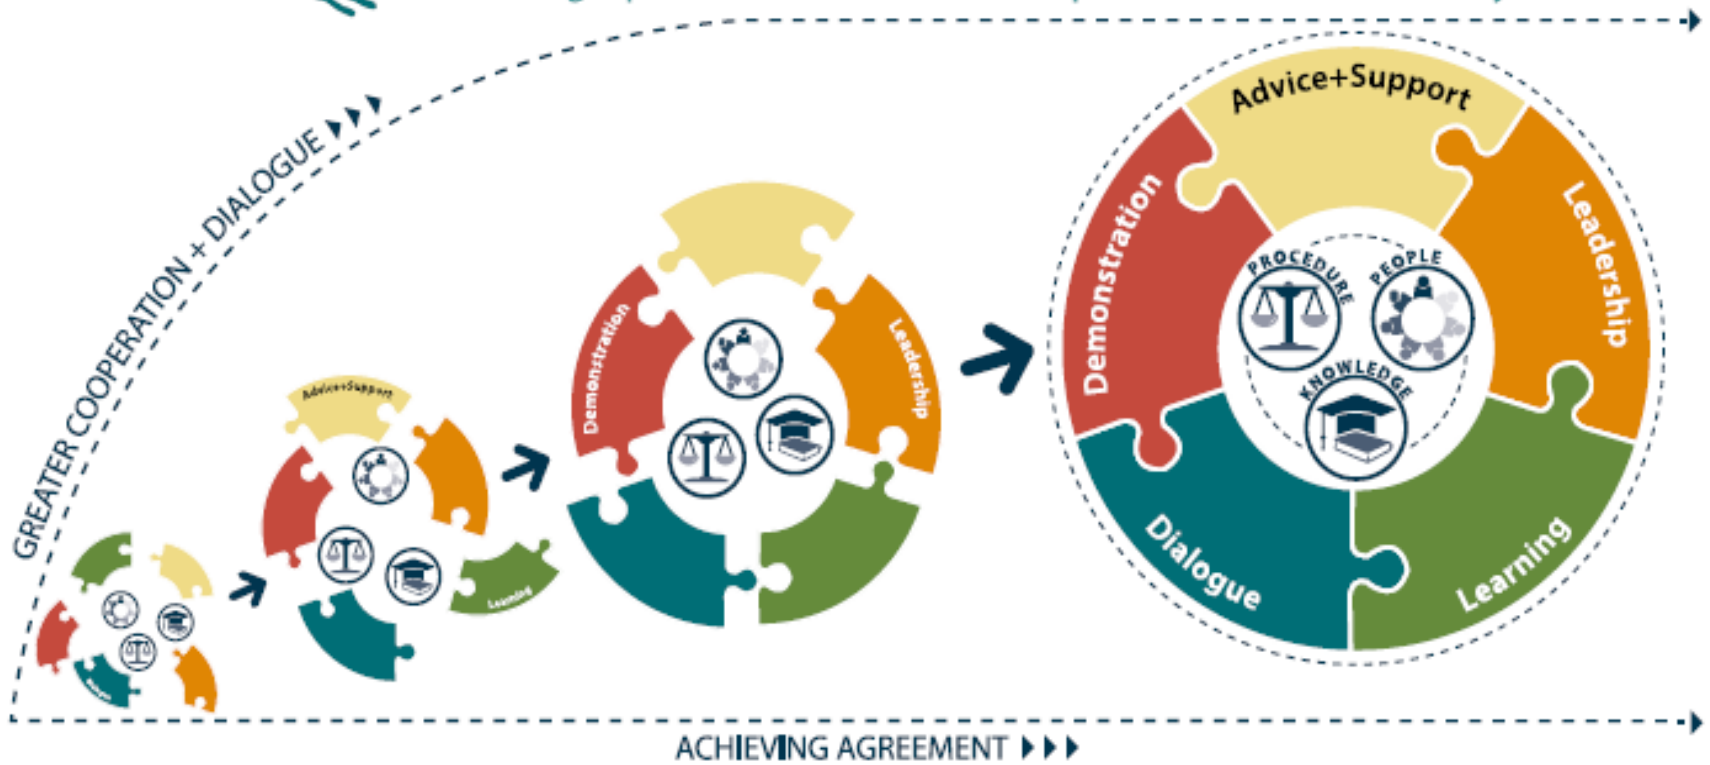 GREATER COOPERATION + DIALOGUE
Advice+Support
Learning
Demonstration
Leadership
Advice+Support
Demonstration
Leadership
PROCEDURE
PEOPLE
KNOWLEDGE
Dialogue
Learning
ACHIEVING AGREEMENT